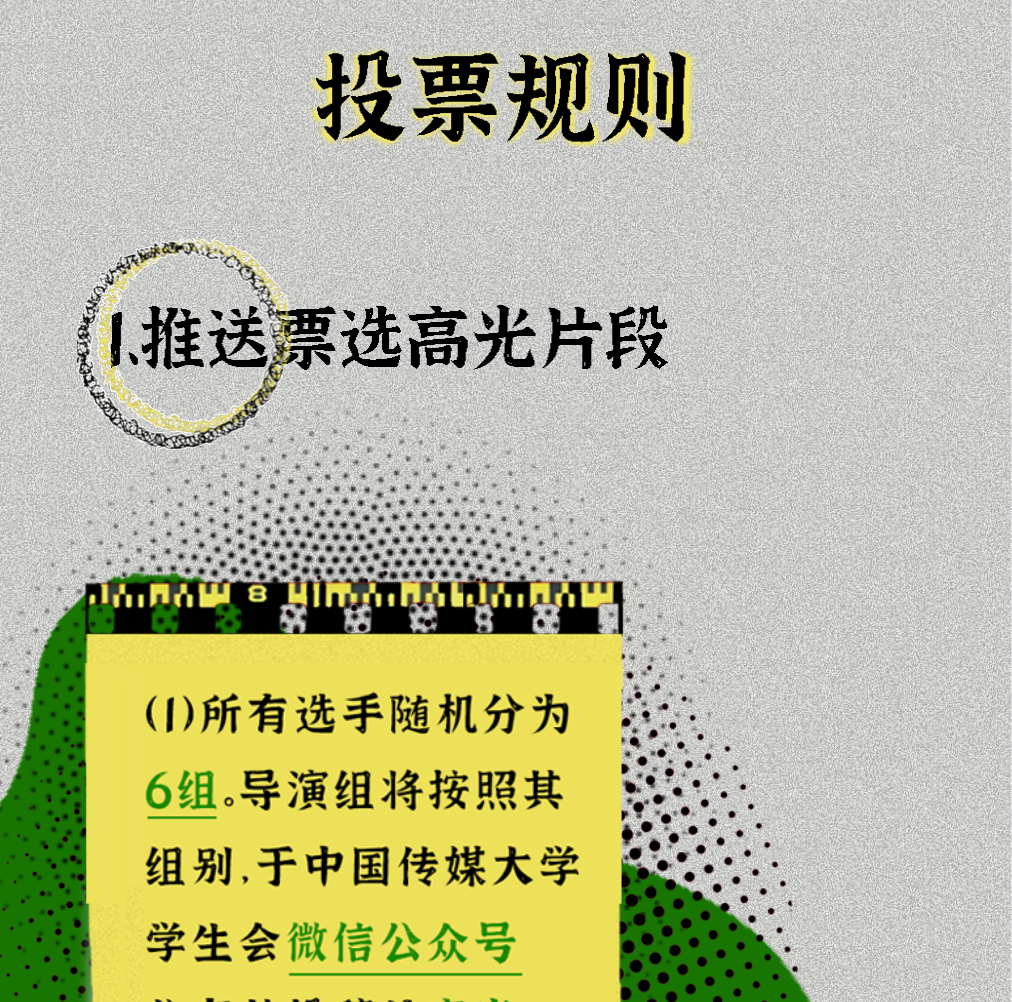 投票规则
1.推送票选高光片段
8
(1)所有选手随机分为
6组。导演组将按照其
组别,于中国传媒大学
学生会微信公众号